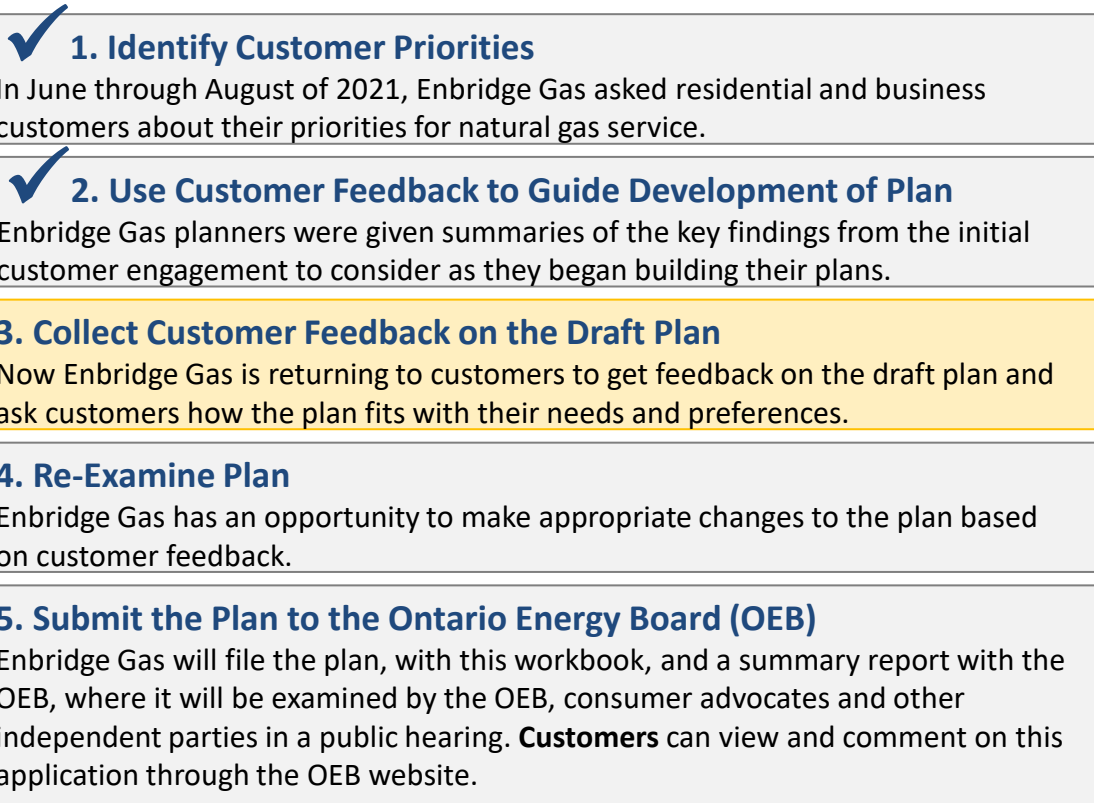 1. Identify Customer Priorities
In June through August of 2021, Enbridge Gas asked residential and business
customers about their priorities for natural gas service.
2. Use Customer Feedback to Guide Development of Plan
Enbridge Gas planners were given summaries of the key findings from the initial
customer engagement to consider as they began building their plans.
3. Collect Customer Feedback on the Draft Plan
Now Enbridge Gas is returning to customers to get feedback on the draft plan and
ask customers how the plan fits with their needs and preferences.
4. Re-Examine Plan
Enbridge Gas has an opportunity to make appropriate changes to the plan based
on customer feedback.
5. Submit the Plan to the Ontario Energy Board (OEB)
Enbridge Gas will file the plan, with this workbook, and a summary report with the
OEB, where it will be examined by the OEB, consumer advocates and other
independent parties in a public hearing. Customers can view and comment on this
application through the OEB website.